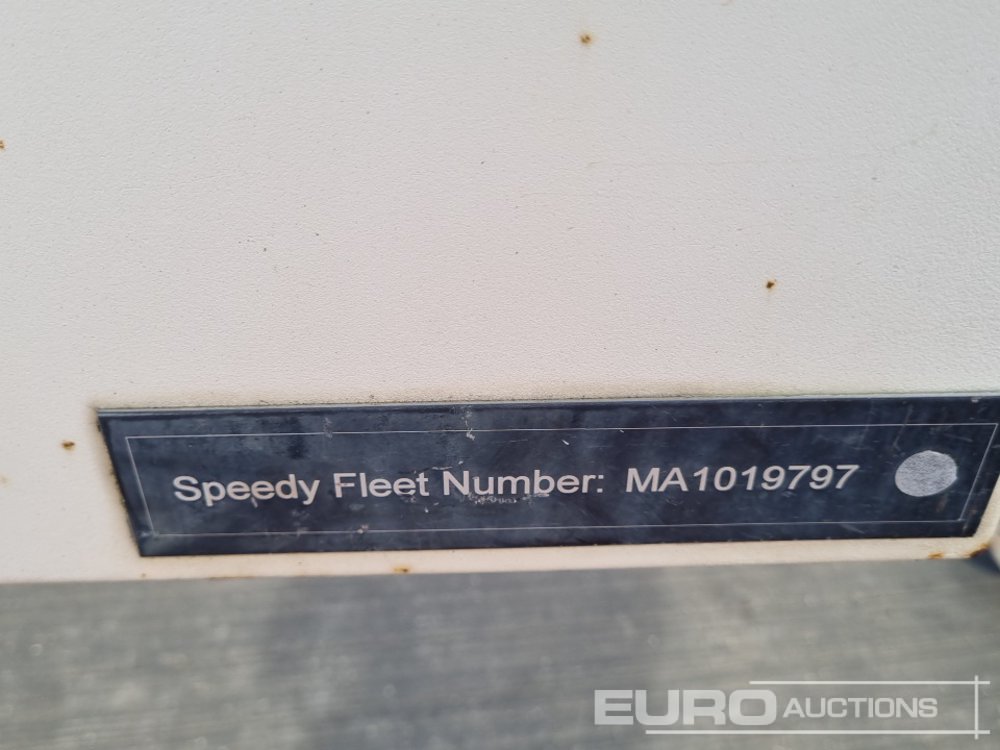 Speedy Fleet Number: MA1019797
EURO AUCTIONS